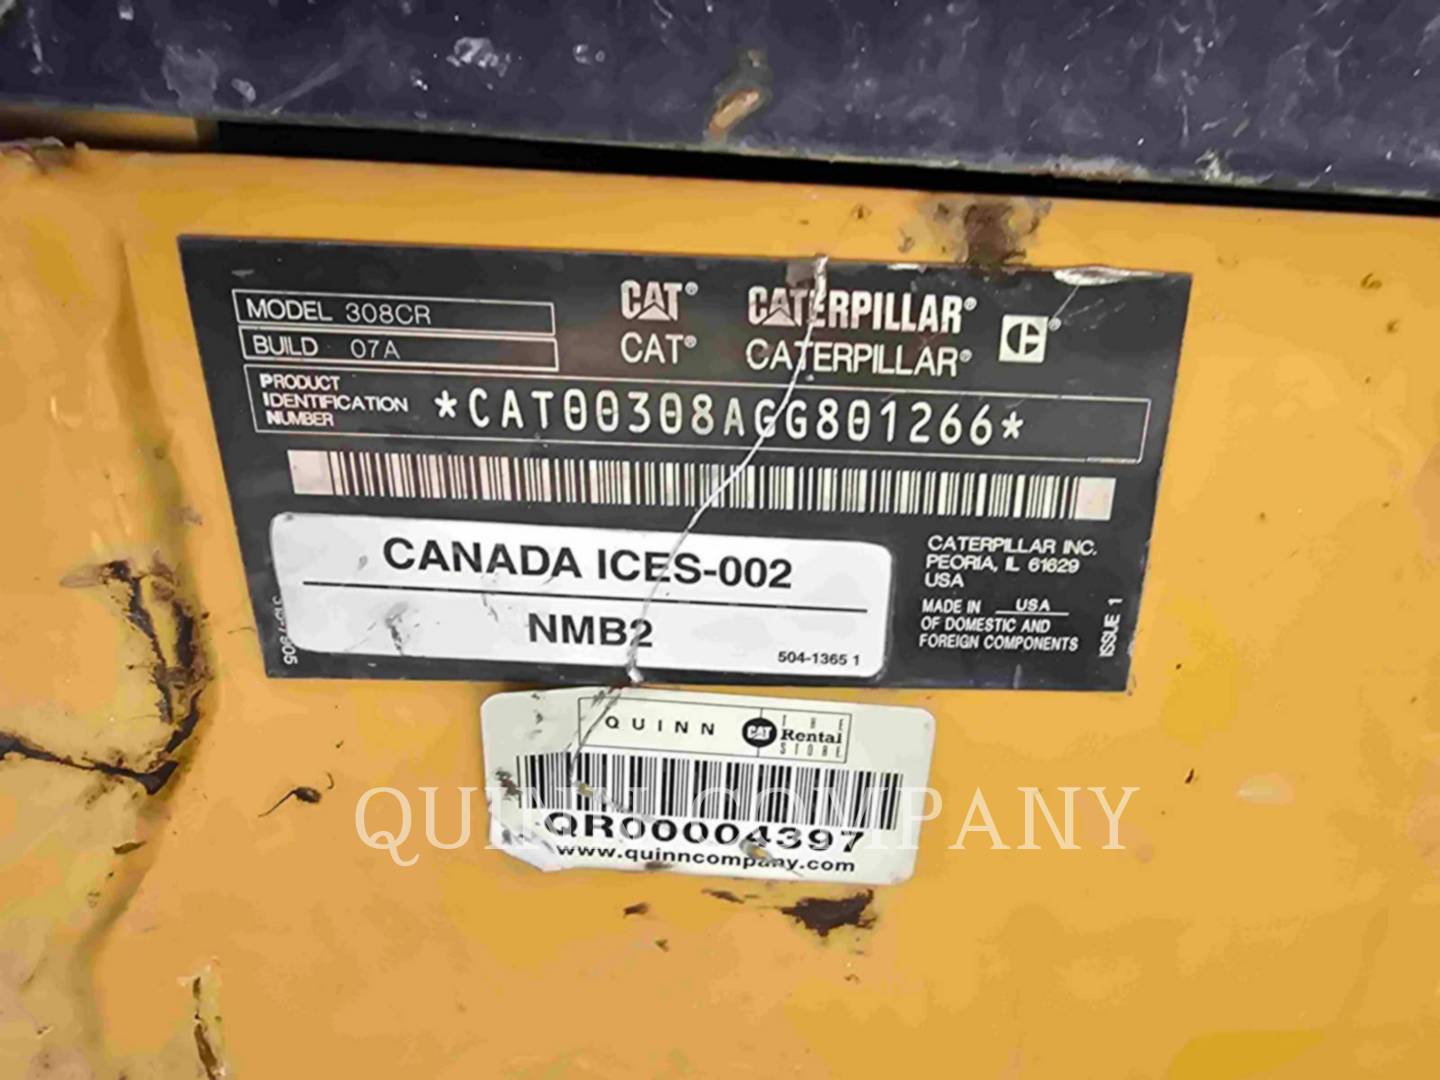 MODEL 308CR
BUILD 07A
CAT® CATERPILLAR®
CAT® CATERPILLAR®
PRODUCT
IDENTIFICATION
NUMBER
*CAT00308AGG801266*
CANADA ICES-002
NMB2
504-1365 1
CATERPILLAR INC.
PEORIA, IL 61629
USA
MADE IN USA
OF DOMESTIC AND
FOREIGN COMPONENTS
ISSUE 1
QUINN CAT THE
Rental
STORE
QR00004397
www.quinncompany.com
QUINN COMPANY